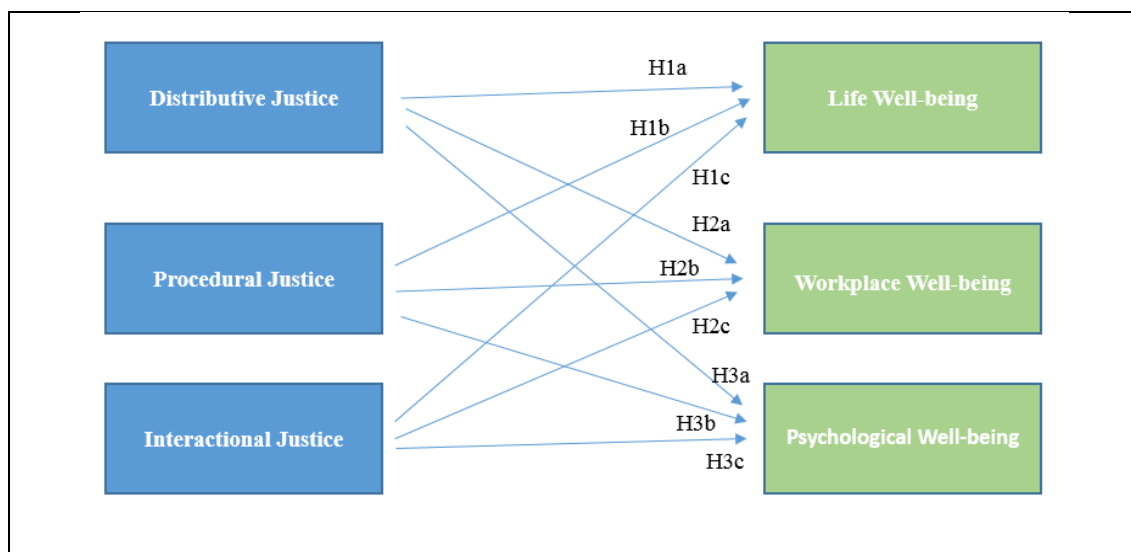 Distributive Justice
H1a
Life Well-being
H1b
H1c
H2a
Procedural Justice
H2b
Workplace Well-being
H2c
H3a
Interactional Justice
H3b
Psychological Well-being
H3c